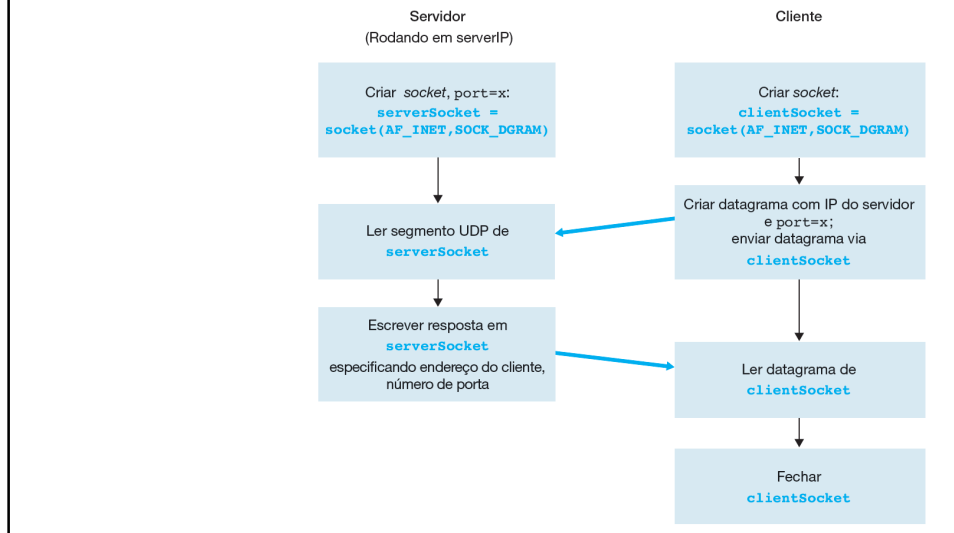 Servidor
(Rodando em serverIP)
Criar socket, port=x:
serverSocket =
socket(AF_INET,SOCK_DGRAM)
Ler segmento UDP de
serverSocket
Escrever resposta em
serverSocket
especificando endereço do cliente,
número de porta
Cliente
Criar socket:
clientSocket =
socket(AF_INET,SOCK_DGRAM)
Criar datagrama com IP do servidor
e port=x;
enviar datagrama via
clientSocket
Ler datagrama de
clientSocket
Fechar
clientSocket